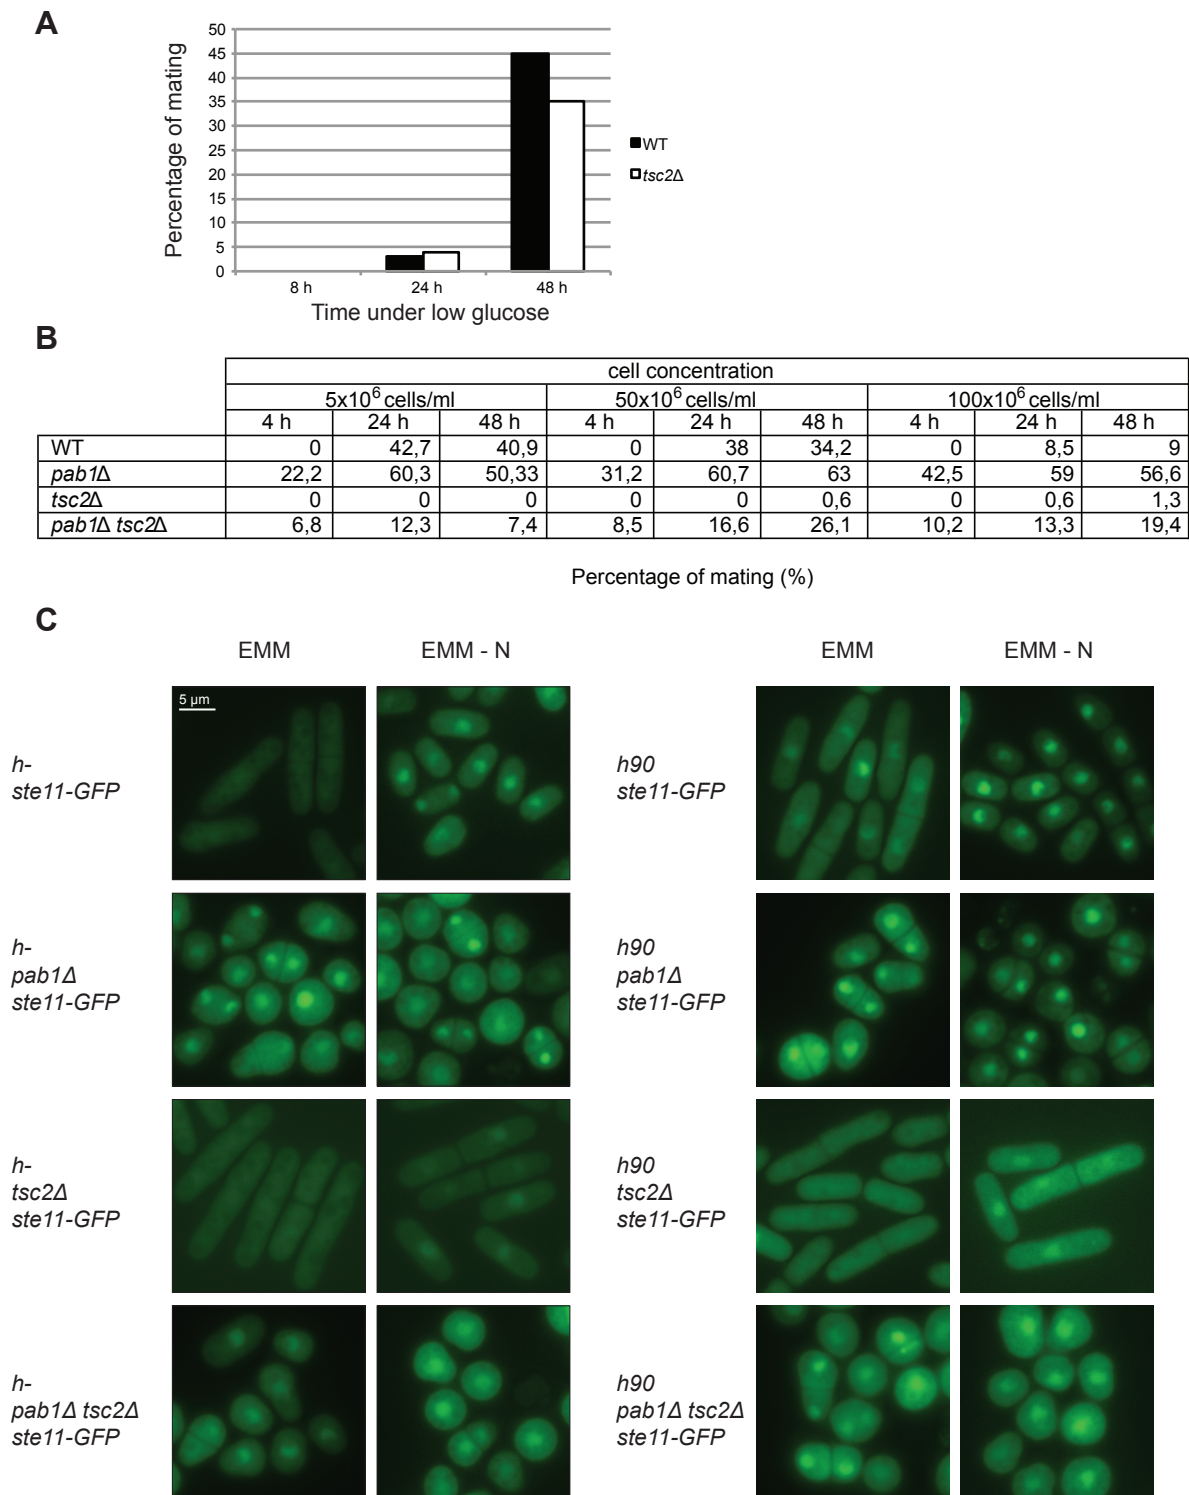 A
Percentage of mating
50
45
40
35
30
25
20
15
10
5
0
WT
tsc2Δ
8 h 24 h 48 h
Time under low glucose
B
cell concentration
5x10⁶ cells/ml 50x10⁶ cells/ml 100x10⁶ cells/ml
4 h 24 h 48 h 4 h 24 h 48 h 4 h 24 h 48 h
WT 0 42,7 40,9 0 38 34,2 0 8,5 9
pab1Δ 22,2 60,3 50,33 31,2 60,7 63 42,5 59 56,6
tsc2Δ 0 0 0 0 0 0,6 0 0,6 1,3
pab1Δ tsc2Δ 6,8 12,3 7,4 8,5 16,6 26,1 10,2 13,3 19,4
Percentage of mating (%)
C
EMM EMM - N EMM EMM - N
5 µm
h-
ste11-GFP
h90
ste11-GFP
h-
pab1Δ
ste11-GFP
h90
pab1Δ
ste11-GFP
h-
tsc2Δ
ste11-GFP
h90
tsc2Δ
ste11-GFP
h-
pab1Δ tsc2Δ
ste11-GFP
h90
pab1Δ tsc2Δ
ste11-GFP